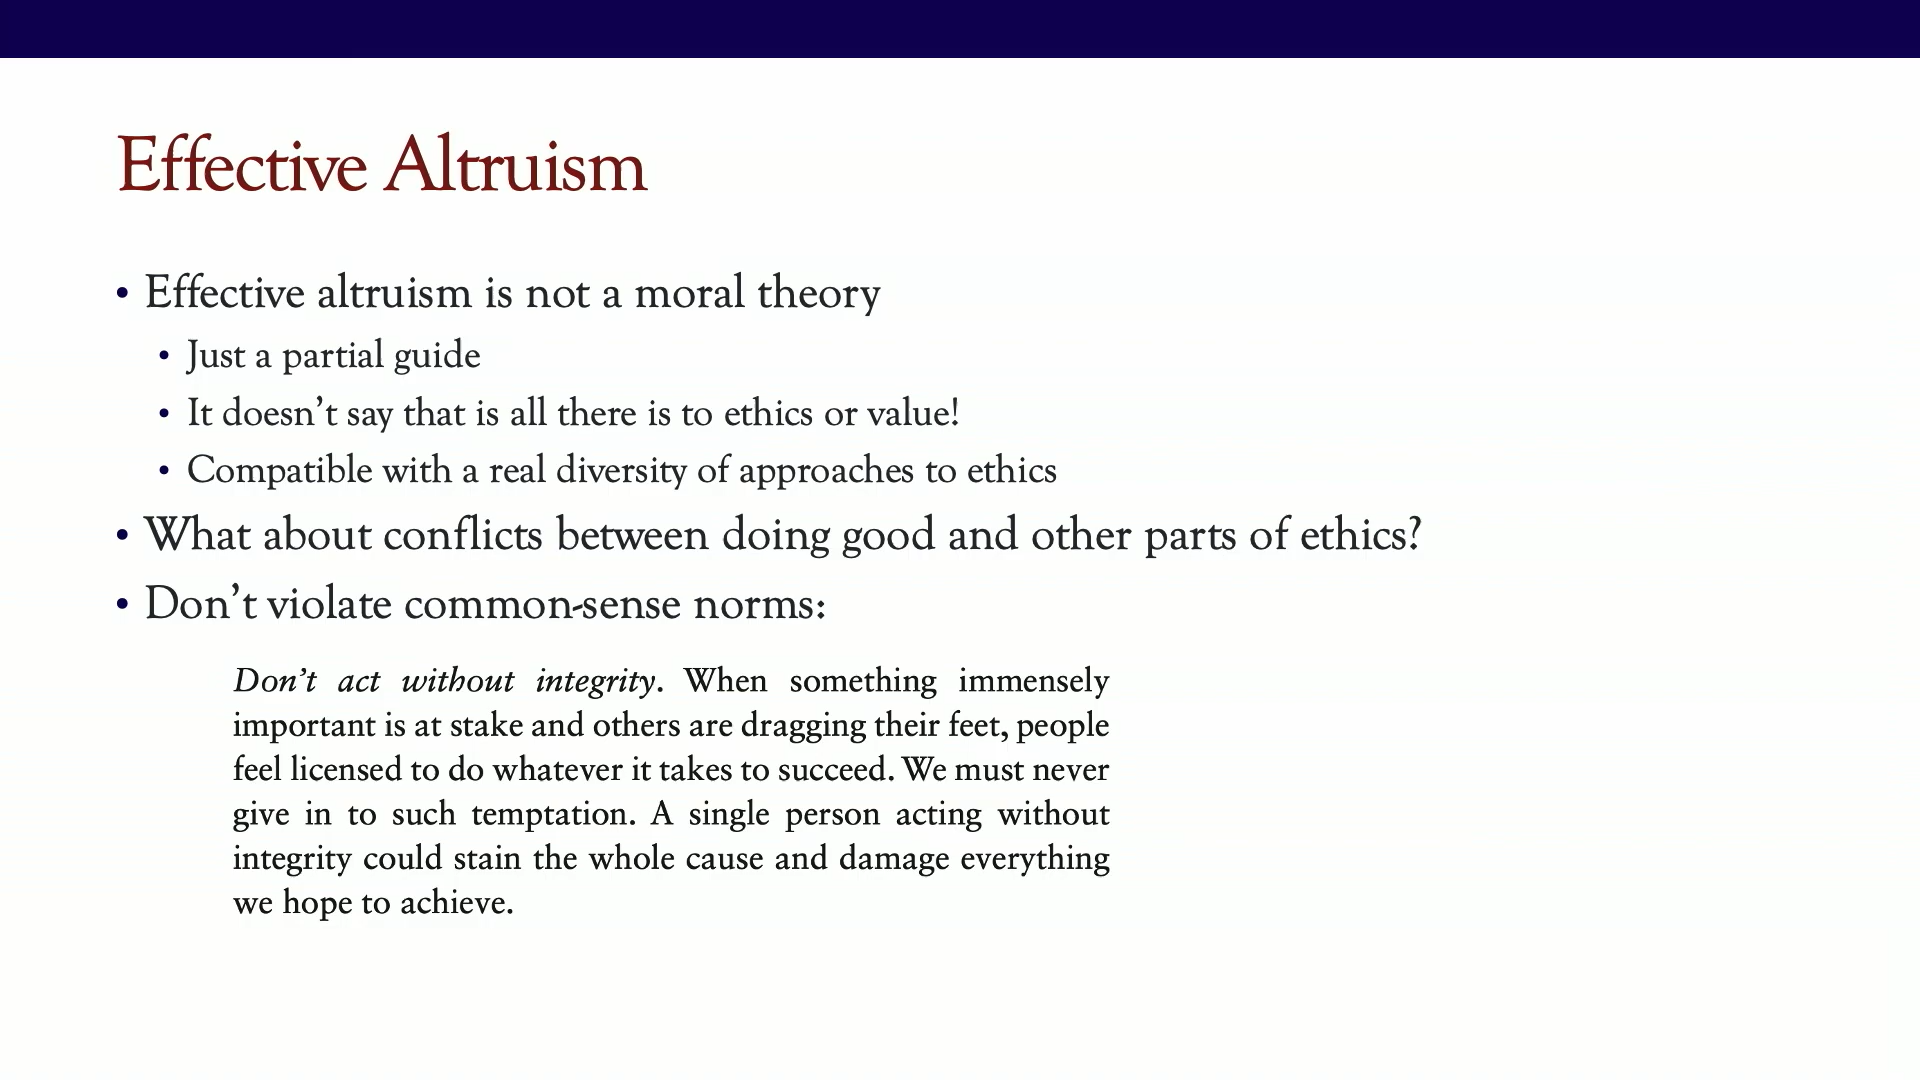 Effective Altruism
• Effective altruism is not a moral theory
• Just a partial guide
• It doesn’t say that is all there is to ethics or value!
• Compatible with a real diversity of approaches to ethics
• What about conflicts between doing good and other parts of ethics?
• Don’t violate common-sense norms:
Don’t act without integrity. When something immensely
important is at stake and others are dragging their feet, people
feel licensed to do whatever it takes to succeed. We must never
give in to such temptation. A single person acting without
integrity could stain the whole cause and damage everything
we hope to achieve.